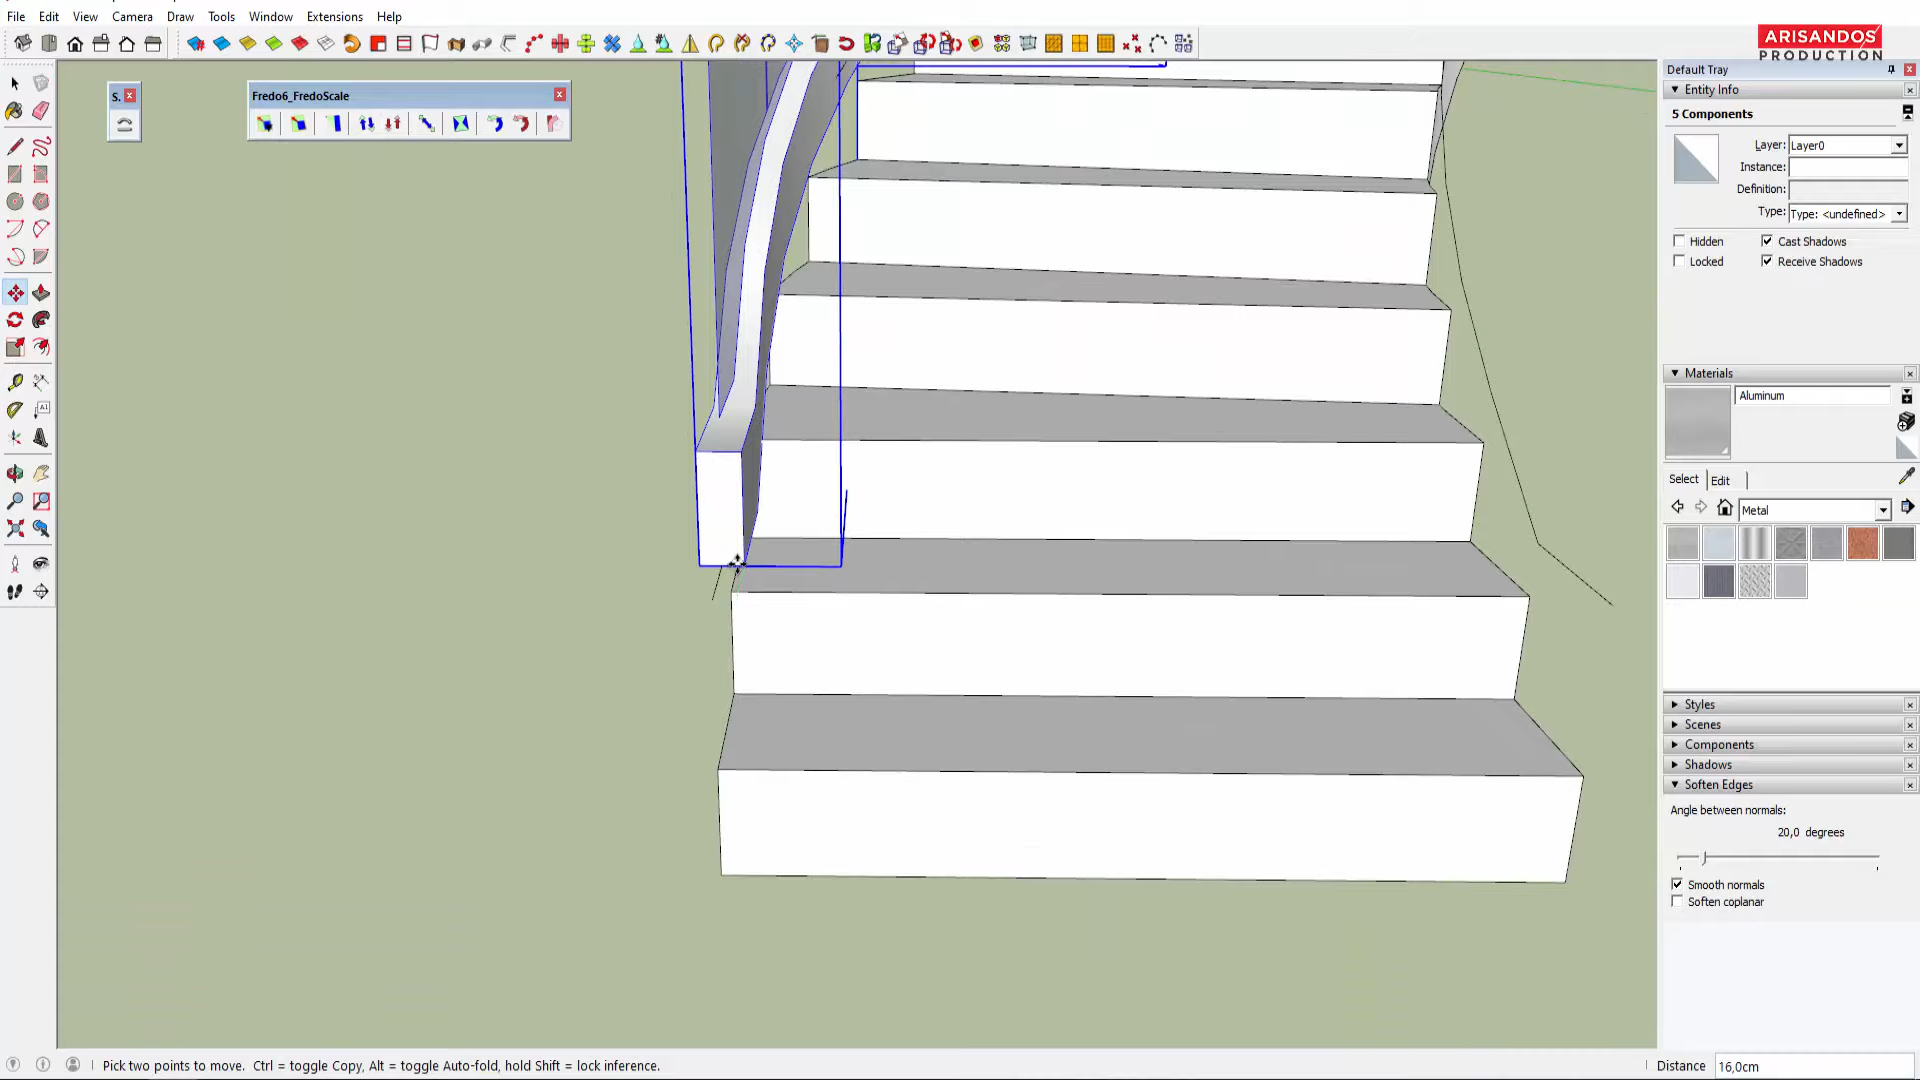 File Edit View Camera Draw Tools Window Extensions Help
ARISANDOS
PRODUCTION
Default Tray
S.
Fredo6_FredoScale
Entity Info
5 Components
Layer: Layer0
Instance:
Definition:
Type: Type: <undefined>
Hidden Cast Shadows
Locked Receive Shadows
Materials
Aluminum
Select Edit
Metal
Styles
Scenes
Components
Shadows
Soften Edges
Angle between normals:
20,0 degrees
Smooth normals
Soften coplanar
Pick two points to move. Ctrl = toggle Copy, Alt = toggle Auto-fold, hold Shift = lock inference.
Distance 16,0cm